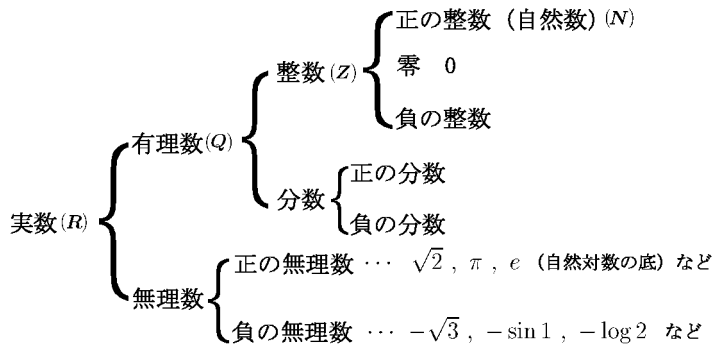 正の整数（自然数）(N)
整数(Z)
零 0
負の整数
有理数(Q)
正の分数
分数
負の分数
実数(R)
正の無理数 … √2 , π , e （自然対数の底）など
無理数
負の無理数 … −√3 , −sin 1 , −log 2 など